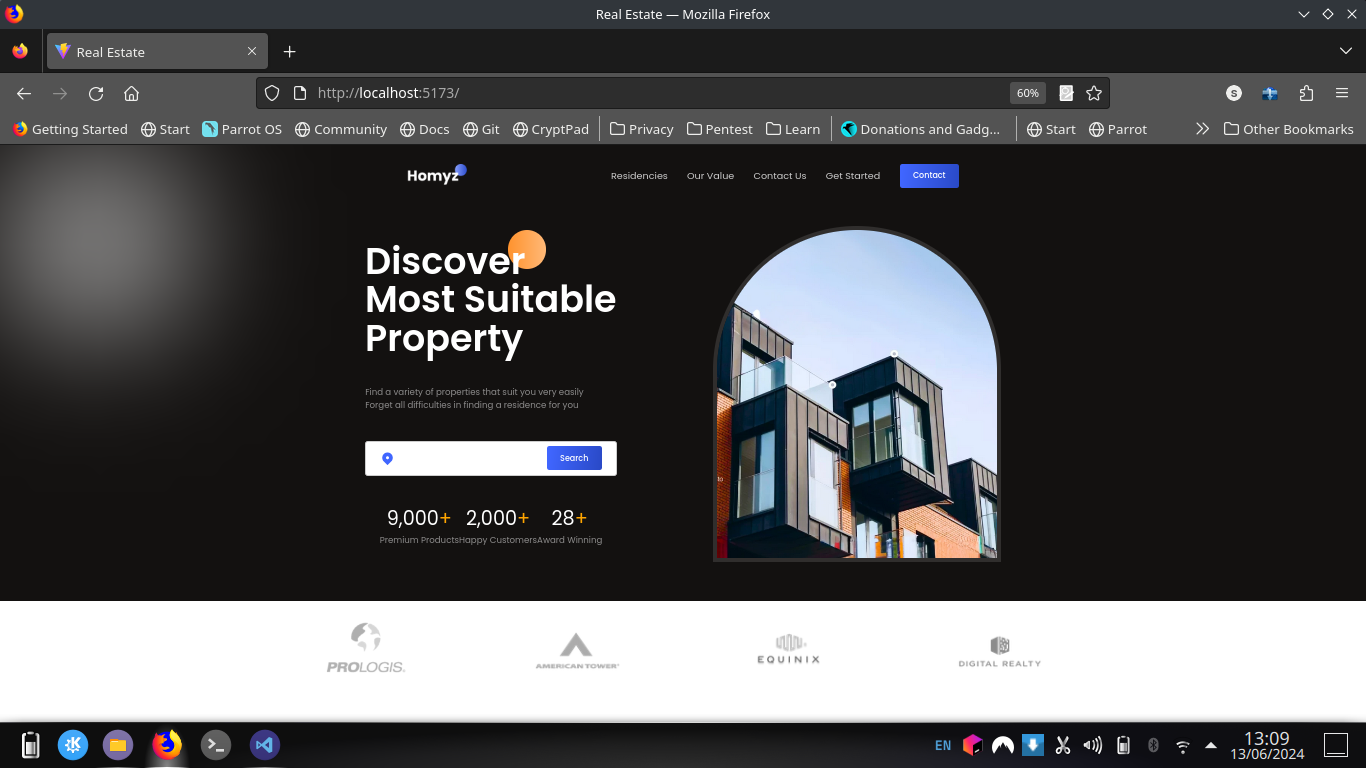 Real Estate — Mozilla Firefox
Real Estate
http://localhost:5173/
60%
S
Getting Started Start Parrot OS Community Docs Git CryptPad Privacy Pentest Learn Donations and Gadg... Start Parrot Other Bookmarks
Homyz
Residencies Our Value Contact Us Get Started Contact
Discover
Most Suitable
Property
Find a variety of properties that suit you very easily
Forget all difficulties in finding a residence for you
Search
9,000+ 2,000+ 28+
Premium ProductsHappy CustomersAward Winning
PROLOGIS.
AMERICAN TOWER
EQUINIX
DIGITAL REALTY
EN
13:09
13/06/2024